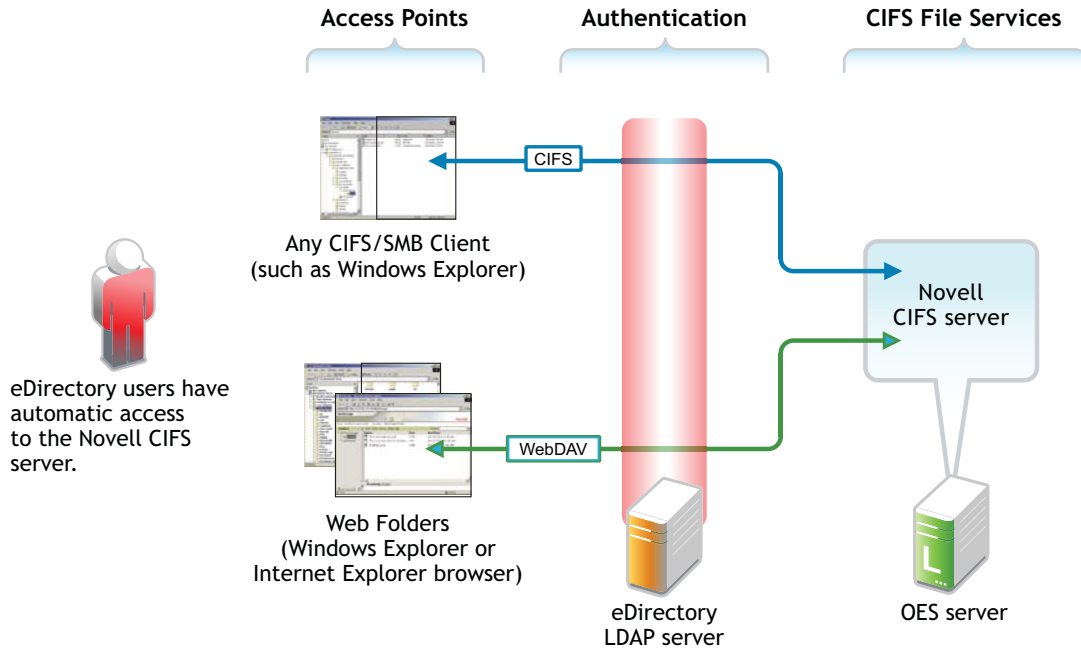 Access Points
Authentication
CIFS File Services
CIFS
Any CIFS/SMB Client
(such as Windows Explorer)
Novell
CIFS server
eDirectory users have
automatic access
to the Novell CIFS
server.
WebDAV
Web Folders
(Windows Explorer or
Internet Explorer browser)
eDirectory
LDAP server
L
OES server